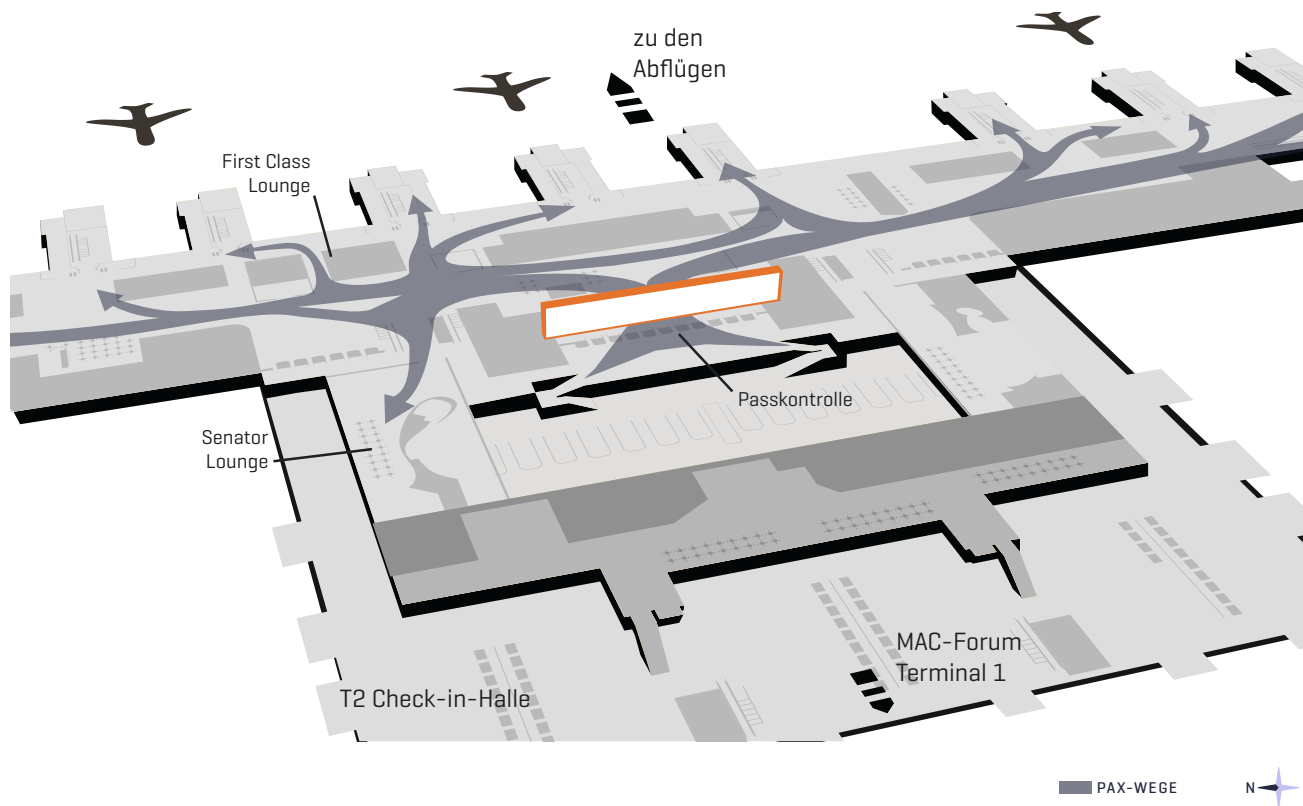 zu den
Abflügen
First Class
Lounge
Passkontrolle
Senator
Lounge
MAC-Forum
Terminal 1
T2 Check-in-Halle
PAX-WEGE
N